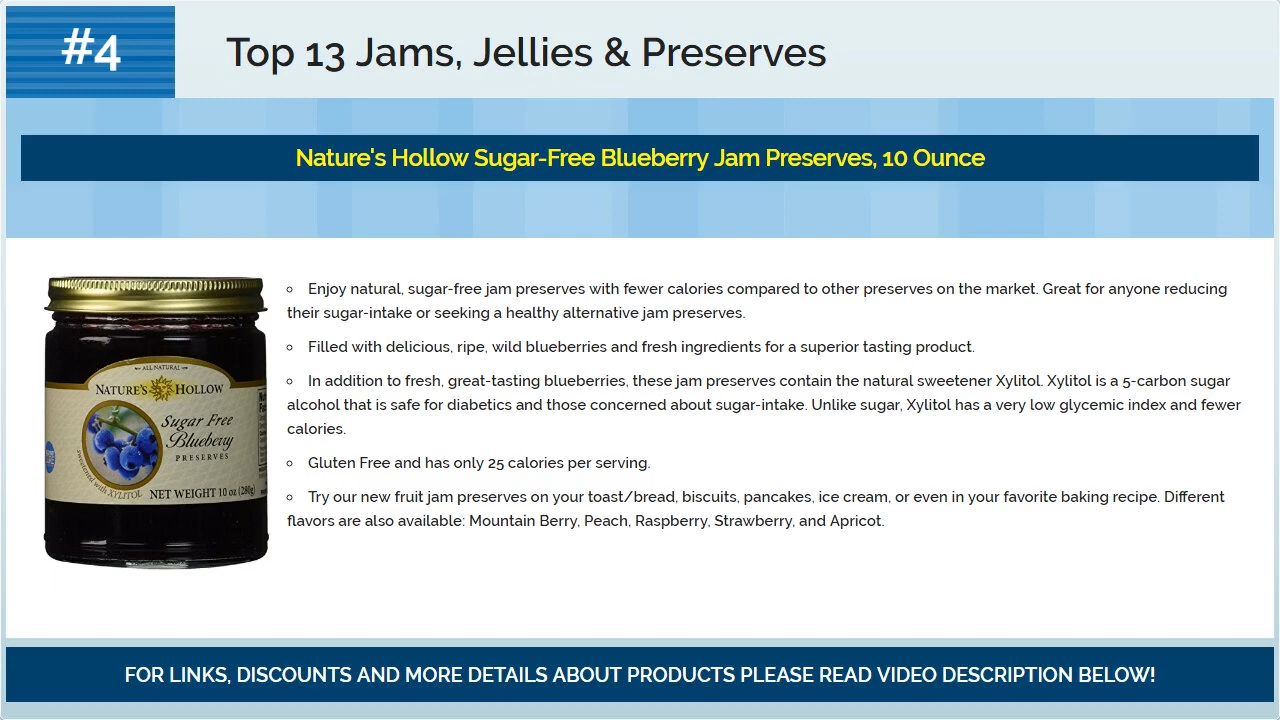 #4
Top 13 Jams, Jellies & Preserves
Nature's Hollow Sugar-Free Blueberry Jam Preserves, 10 Ounce
Enjoy natural, sugar-free jam preserves with fewer calories compared to other preserves on the market. Great for anyone reducing
their sugar-intake or seeking a healthy alternative jam preserves.
Filled with delicious, ripe, wild blueberries and fresh ingredients for a superior tasting product.
In addition to fresh, great-tasting blueberries, these jam preserves contain the natural sweetener Xylitol. Xylitol is a 5-carbon sugar
alcohol that is safe for diabetics and those concerned about sugar-intake. Unlike sugar, Xylitol has a very low glycemic index and fewer
calories.
Gluten Free and has only 25 calories per serving.
Try our new fruit jam preserves on your toast/bread, biscuits, pancakes, ice cream, or even in your favorite baking recipe. Different
flavors are also available: Mountain Berry, Peach, Raspberry, Strawberry, and Apricot.
ALL NATURAL
NATURE'S HOLLOW
Sugar Free
Blueberry
PRESERVES
sweetened with XYLITOL
NET WEIGHT 10 oz (280g)
FOR LINKS, DISCOUNTS AND MORE DETAILS ABOUT PRODUCTS PLEASE READ VIDEO DESCRIPTION BELOW!